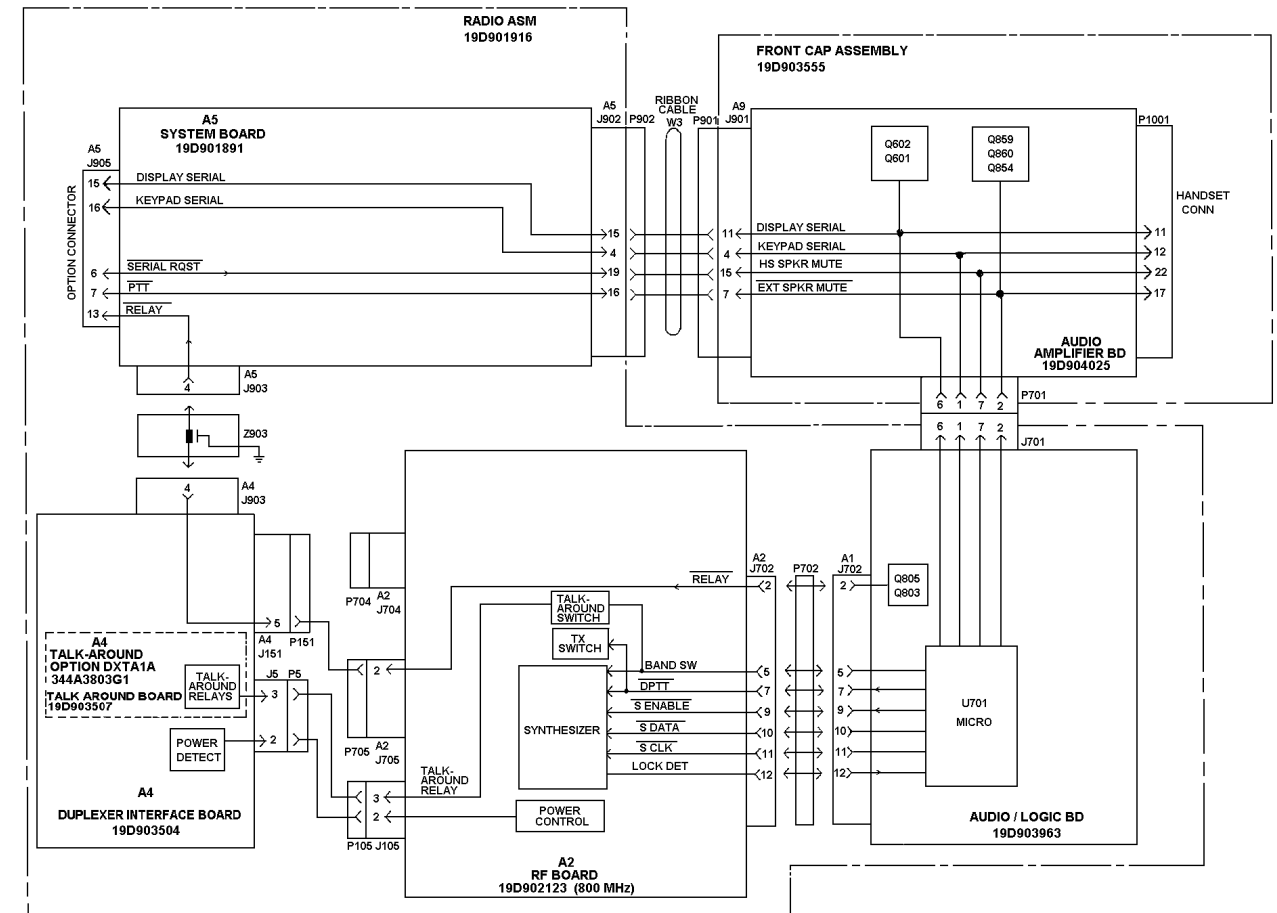 RADIO ASM
19D901916
FRONT CAP ASSEMBLY
19D903555
A5
SYSTEM BOARD
19D901891
A5
J905
OPTION CONNECTOR
15 DISPLAY SERIAL
16 KEYPAD SERIAL
6 SERIAL RQST
7 PTT
13 RELAY
A5
J902
P902
15
4
19
16
RIBBON
CABLE
W3
P901
A9
J901
11 DISPLAY SERIAL
4 KEYPAD SERIAL
15 HS SPKR MUTE
7 EXT SPKR MUTE
Q602
Q601
Q859
Q860
Q854
P1001
HANDSET
CONN
11
12
22
17
AUDIO
AMPLIFIER BD
19D904025
4
A5
J903
Z903
4
A4
J903
6 1 7 2
P701
6 1 7 2
J701
5
A4
J151
P151
A4
TALK-AROUND
OPTION DXTA1A
344A3803G1
TALK AROUND BOARD
19D903507
TALK-
AROUND
RELAYS
J5 P5
3
2
POWER
DETECT
A4
DUPLEXER INTERFACE BOARD
19D903504
P704
A2
J704
2
P705
A2
J705
3
2
P105 J105
TALK-
AROUND
RELAY
RELAY
TALK-
AROUND
SWITCH
TX
SWITCH
SYNTHESIZER
BAND SW
DPTT
S ENABLE
S DATA
S CLK
LOCK DET
POWER
CONTROL
A2
RF BOARD
19D902123 (800 MHz)
A2
J702
2
5
7
9
10
11
12
P702
A1
J702
2
5
7
9
10
11
12
Q805
Q803
U701
MICRO
AUDIO / LOGIC BD
19D903963